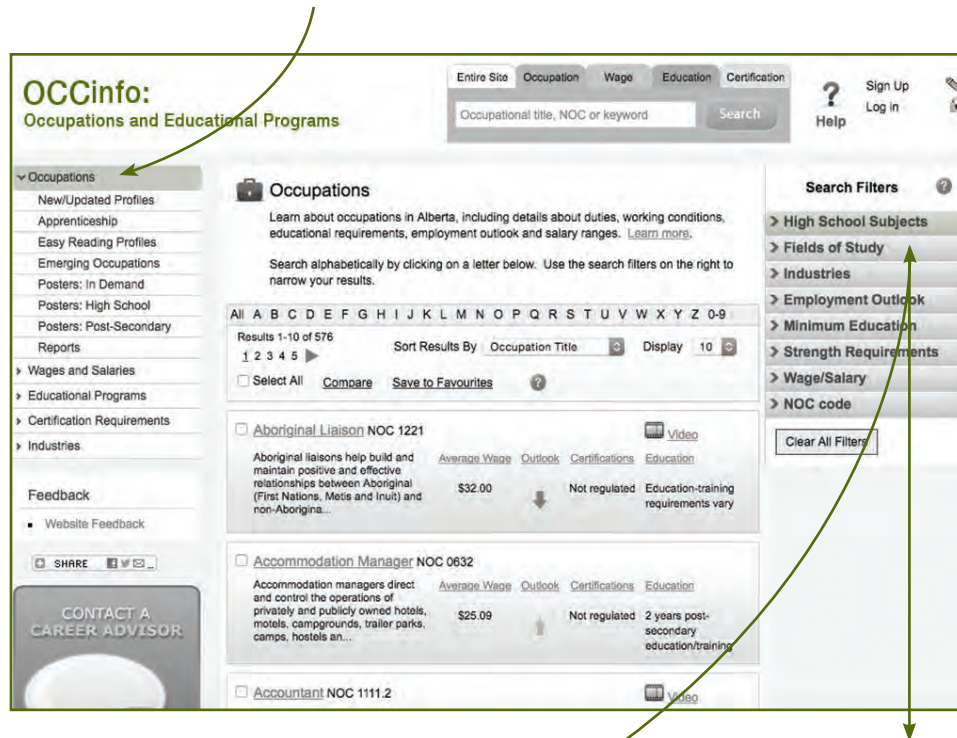 OCCinfo:
Occupations and Educational Programs
Entire Site Occupation Wage Education Certification
Occupational title, NOC or keyword Search
? Help
Sign Up
Log in
Occupations
New/Updated Profiles
Apprenticeship
Easy Reading Profiles
Emerging Occupations
Posters: In Demand
Posters: High School
Posters: Post-Secondary
Reports
Wages and Salaries
Educational Programs
Certification Requirements
Industries
Feedback
Website Feedback
SHARE
CONTACT A
CAREER ADVISOR
Occupations
Learn about occupations in Alberta, including details about duties, working conditions,
educational requirements, employment outlook and salary ranges. Learn more.
Search alphabetically by clicking on a letter below. Use the search filters on the right to
narrow your results.
All A B C D E F G H I J K L M N O P Q R S T U V W X Y Z 0-9
Results 1-10 of 576
1 2 3 4 5
Sort Results By Occupation Title Display 10
Select All Compare Save to Favourites ?
Aboriginal Liaison NOC 1221 Video
Aboriginal liaisons help build and
maintain positive and effective
relationships between Aboriginal
(First Nations, Metis and Inuit) and
non-Aborigina...
Average Wage Outlook Certifications Education
$32.00 Not regulated Education-training
requirements vary
Accommodation Manager NOC 0632
Accommodation managers direct
and control the operations of
privately and publicly owned hotels,
motels, campgrounds, trailer parks,
camps, hostels an...
Average Wage Outlook Certifications Education
$25.09 Not regulated 2 years post-
secondary
education/training
Accountant NOC 1111.2 Video
Search Filters ?
High School Subjects
Fields of Study
Industries
Employment Outlook
Minimum Education
Strength Requirements
Wage/Salary
NOC code
Clear All Filters